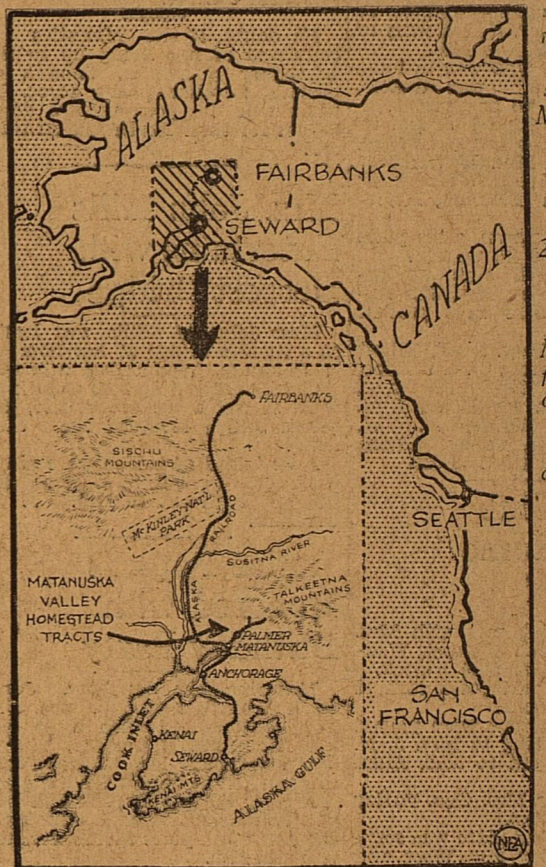 ALASKA
FAIRBANKS
SEWARD
CANADA
SEATTLE
SAN
FRANCISCO
FAIRBANKS
SISCHU
MOUNTAINS
McKINLEY NAT'L
PARK
ALASKA RAILROAD
SUSITNA RIVER
TALKEETNA
MOUNTAINS
MATANUSKA
VALLEY
HOMESTEAD
TRACTS
PALMER
MATANUSKA
ANCHORAGE
COOK INLET
KENAI
SEWARD
KENAI MTS
ALASKA GULF
NEA